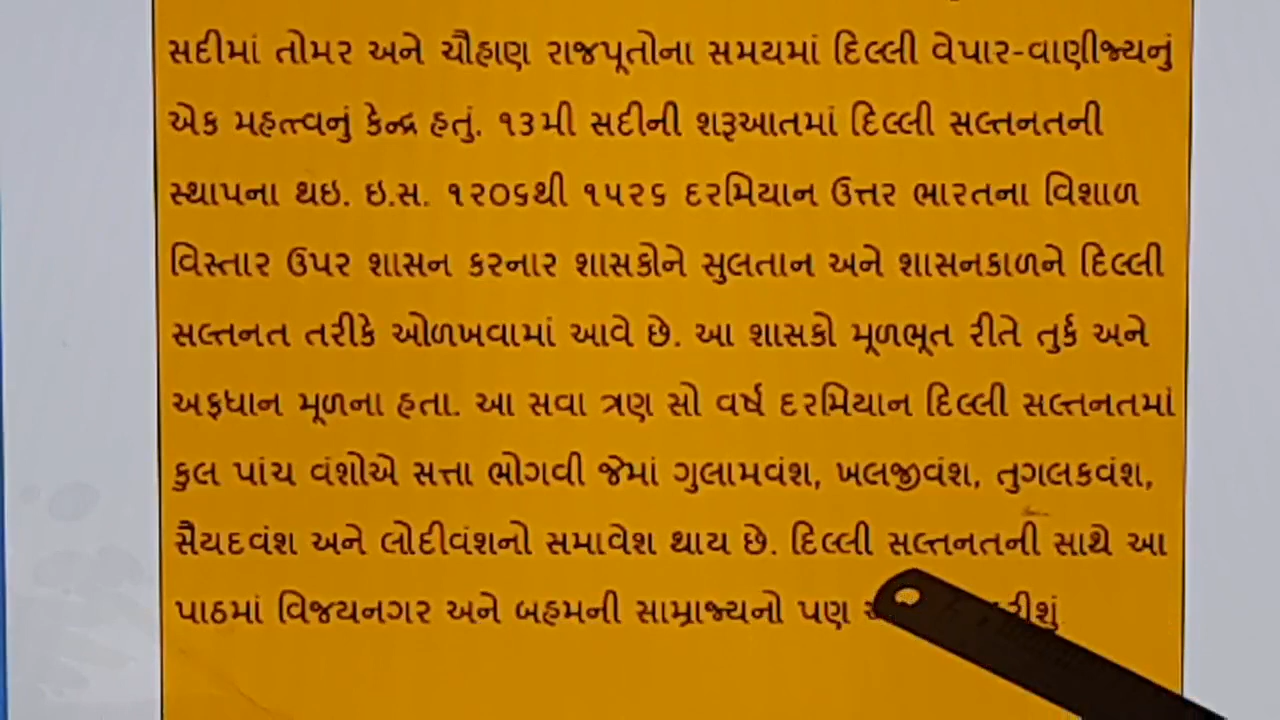 સદીમાં તોમર અને ચૌહાણ રાજપૂતોના સમયમાં દિલ્લી વેપાર-વાણીજ્યનું
એક મહત્ત્વનું કેન્દ્ર હતું. ૧૩મી સદીની શરૂઆતમાં દિલ્લી સલ્તનતની
સ્થાપના થઇ. ઇ.સ. ૧૨૦૬થી ૧૫૨૬ દરમિયાન ઉત્તર ભારતના વિશાળ
વિસ્તાર ઉપર શાસન કરનાર શાસકોને સુલતાન અને શાસનકાળને દિલ્લી
સલ્તનત તરીકે ઓળખવામાં આવે છે. આ શાસકો મૂળભૂત રીતે તુર્ક અને
અફઘાન મૂળના હતા. આ સવા ત્રણ સો વર્ષ દરમિયાન દિલ્લી સલ્તનતમાં
કુલ પાંચ વંશોએ સત્તા ભોગવી જેમાં ગુલામવંશ, ખલજીવંશ, તુગલકવંશ,
સૈયદવંશ અને લોદીવંશનો સમાવેશ થાય છે. દિલ્લી સલ્તનતની સાથે આ
પાઠમાં વિજયનગર અને બહમની સામ્રાજ્યનો પણ